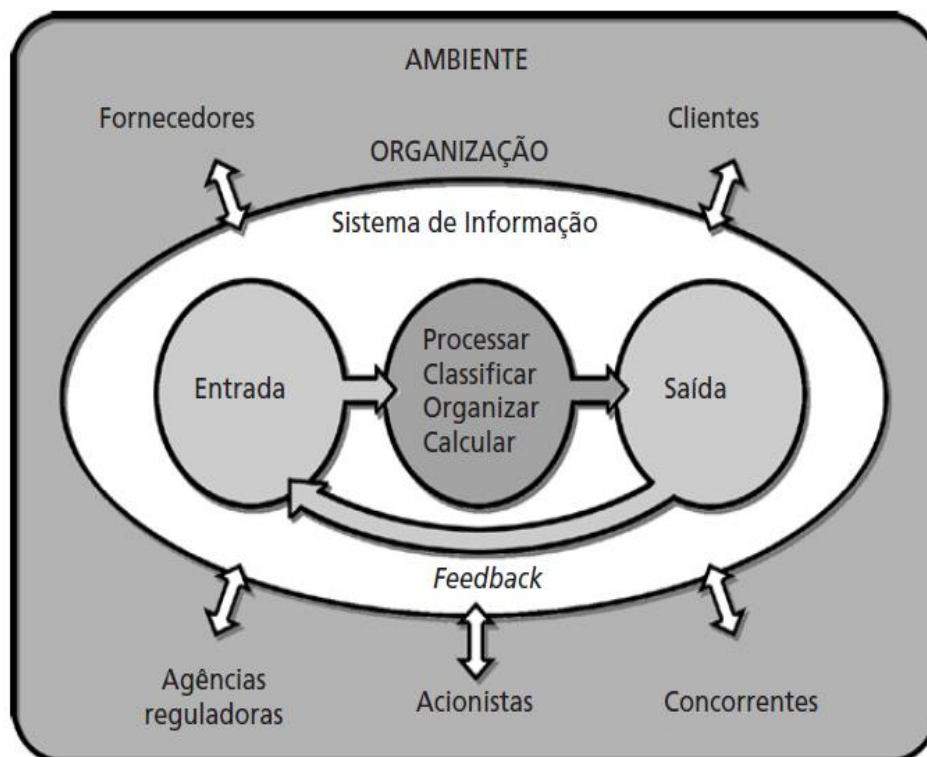 AMBIENTE
Fornecedores
Clientes
ORGANIZAÇÃO
Sistema de Informação
Entrada
Processar
Classificar
Organizar
Calcular
Saída
Feedback
Agências
reguladoras
Acionistas
Concorrentes